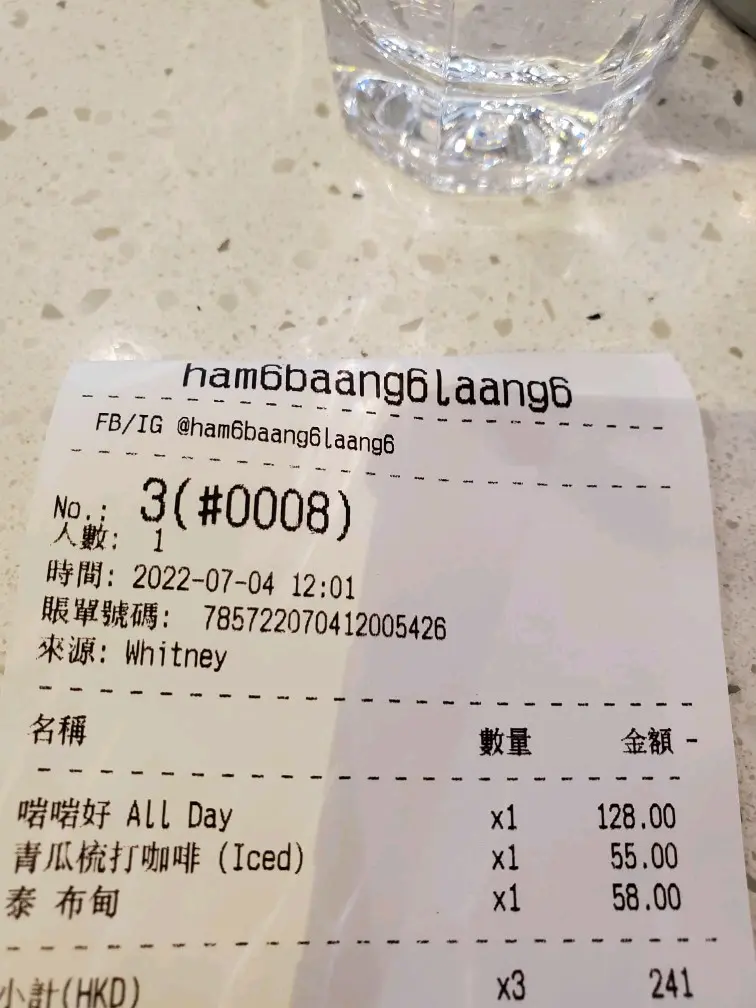 ham6baang6laang6
FB/IG @ham6baang6laang6
No.: 3(#0008)
人數: 1
時間: 2022-07-04 12:01
賬單號碼: 785722070412005426
來源: Whitney
名稱 數量 金額
啱啱好 All Day x1 128.00
青瓜梳打咖啡 (Iced) x1 55.00
泰 布甸 x1 58.00
小計(HKD) x3 241